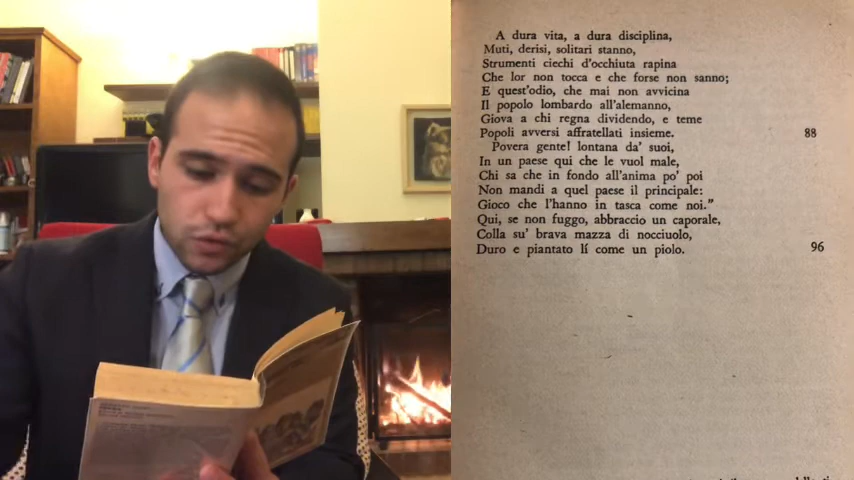 A dura vita, a dura disciplina,
Muti, derisi, solitari stanno,
Strumenti ciechi d'occhiuta rapina
Che lor non tocca e che forse non sanno;
E quest'odio, che mai non avvicina
Il popolo lombardo all'alemanno,
Giova a chi regna dividendo, e teme
Popoli avversi affratellati insieme. 88
Povera gente! lontana da' suoi,
In un paese qui che le vuol male,
Chi sa che in fondo all'anima po' poi
Non mandi a quel paese il principale:
Gioco che l'hanno in tasca come noi."
Qui, se non fuggo, abbraccio un caporale,
Colla su' brava mazza di nocciuolo,
Duro e piantato lí come un piolo. 96